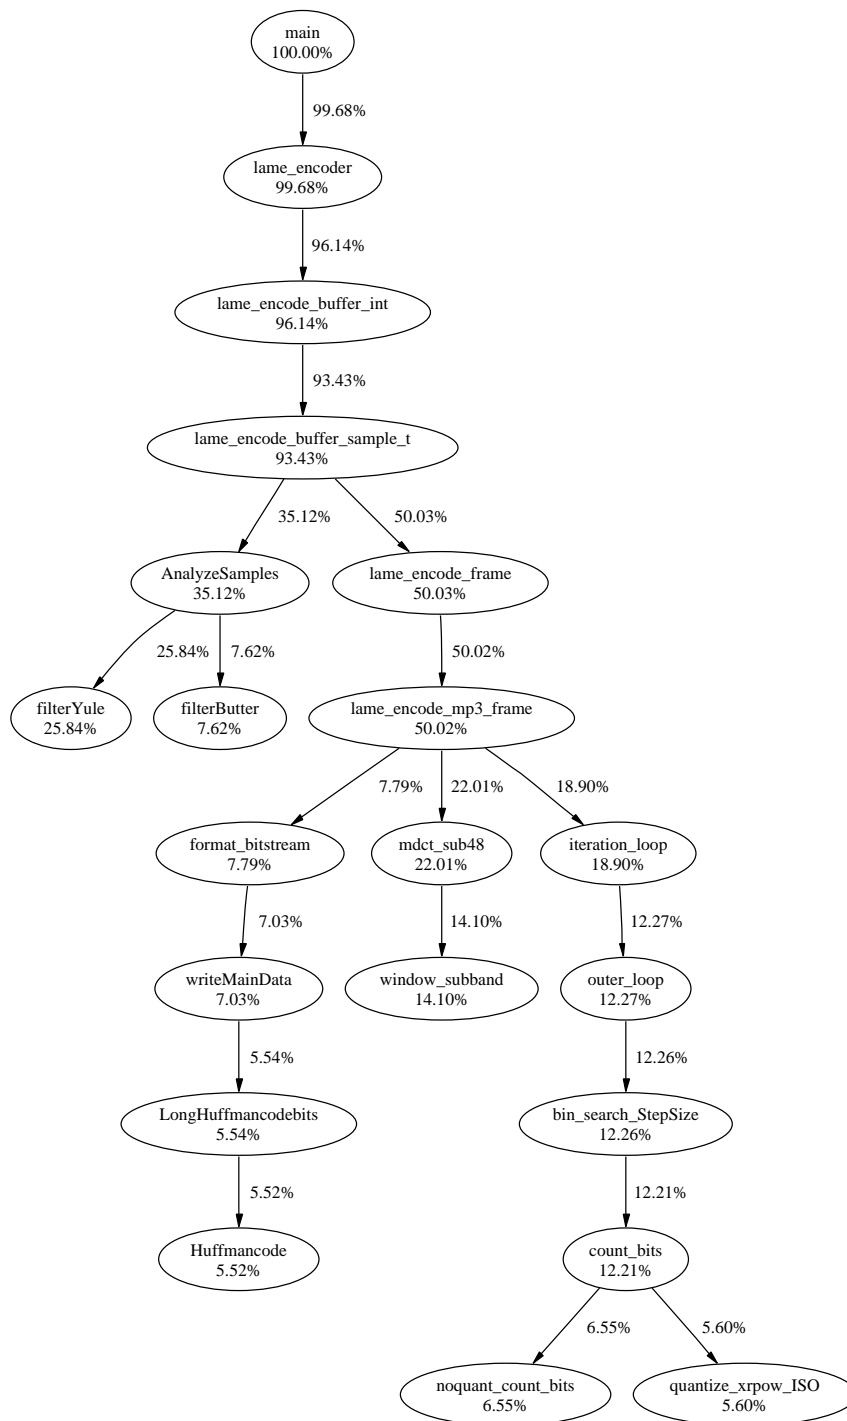 main
100.00%
99.68%
lame_encoder
99.68%
96.14%
lame_encode_buffer_int
96.14%
93.43%
lame_encode_buffer_sample_t
93.43%
35.12%
50.03%
AnalyzeSamples
35.12%
lame_encode_frame
50.03%
25.84%
7.62%
50.02%
filterYule
25.84%
filterButter
7.62%
lame_encode_mp3_frame
50.02%
7.79%
22.01%
18.90%
format_bitstream
7.79%
mdct_sub48
22.01%
iteration_loop
18.90%
7.03%
14.10%
12.27%
writeMainData
7.03%
window_subband
14.10%
outer_loop
12.27%
5.54%
12.26%
LongHuffmancodebits
5.54%
bin_search_StepSize
12.26%
5.52%
12.21%
Huffmancode
5.52%
count_bits
12.21%
6.55%
5.60%
noquant_count_bits
6.55%
quantize_xrpow_ISO
5.60%